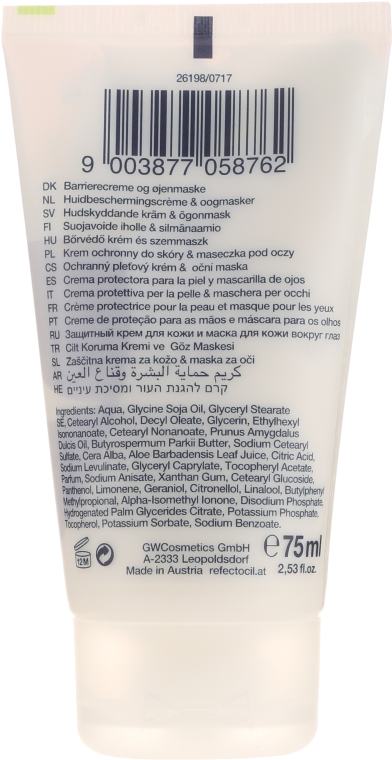 26198/0717
9 003877 058762
DK Barrierecreme og øjenmaske
NL Huidbeschermingscrème & oogmasker
SV Hudskyddande kräm & ögonmask
FI Suojavoide iholle & silmänaamio
HU Börvédő krém és szemmaszk
PL Krem ochronny do skóry & maseczka pod oczy
CS Ochranný pleťový krém & oční maska
ES Crema protectora para la piel y mascarilla de ojos
IT Crema protettiva per la pelle & maschera per occhi
FR Crème protectrice pour la peau et masque pour les yeux
PT Creme de proteção para as mãos e máscara para os olhos
RU Защитный крем для кожи и маска для кожи вокруг глаз
TR Cilt Koruma Kremi ve Göz Maskesi
SL Zaščitna krema za kožo & maska za oči
AR كريم حماية البشرة وقناع العين
HE קרם להגנת העור ומסיכת עיניים
Ingredients: Aqua, Glycine Soja Oil, Glyceryl Stearate
SE, Cetearyl Alcohol, Decyl Oleate, Glycerin, Ethylhexyl
Isononanoate, Cetearyl Nonanoate, Prunus Amygdalus
Dulcis Oil, Butyrospermum Parkii Butter, Sodium Cetearyl
Sulfate, Cera Alba, Aloe Barbadensis Leaf Juice, Citric Acid,
Sodium Levulinate, Glyceryl Caprylate, Tocopheryl Acetate,
Parfum, Sodium Anisate, Xanthan Gum, Cetearyl Glucoside,
Panthenol, Limonene, Geraniol, Citronellol, Linalool, Butylphenyl
Methylpropional, Alpha-Isomethyl Ionone, Disodium Phosphate,
Hydrogenated Palm Glycerides Citrate, Potassium Phosphate,
Tocopherol, Potassium Sorbate, Sodium Benzoate.
12M
GWCosmetics GmbH
A-2333 Leopoldsdorf
Made in Austria refectocil.at
℮ 75 ml
2,53 fl.oz.